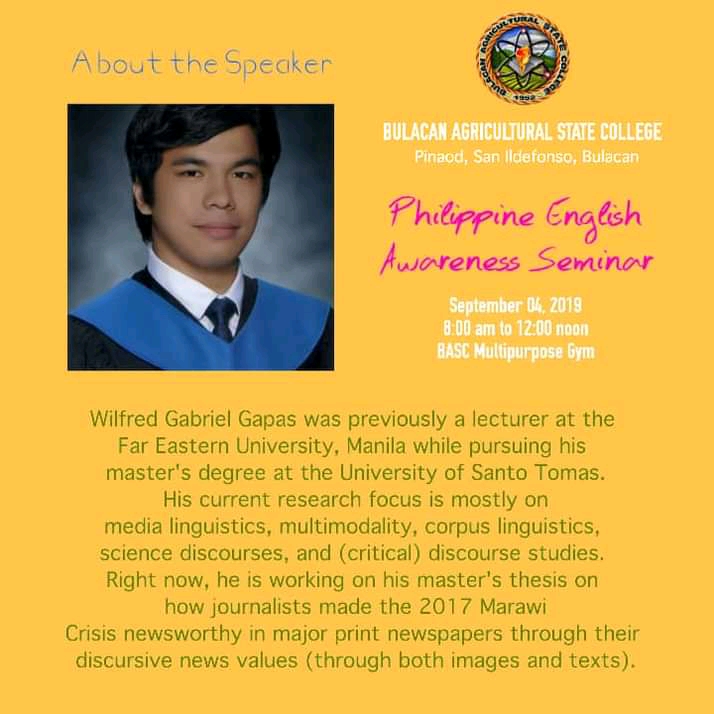 About the Speaker
BULACAN AGRICULTURAL STATE COLLEGE
1952
BULACAN AGRICULTURAL STATE COLLEGE
Pinaod, San Ildefonso, Bulacan
Philippine English
Awareness Seminar
September 04, 2019
8:00 am to 12:00 noon
BASC Multipurpose Gym
Wilfred Gabriel Gapas was previously a lecturer at the
Far Eastern University, Manila while pursuing his
master's degree at the University of Santo Tomas.
His current research focus is mostly on
media linguistics, multimodality, corpus linguistics,
science discourses, and (critical) discourse studies.
Right now, he is working on his master's thesis on
how journalists made the 2017 Marawi
Crisis newsworthy in major print newspapers through their
discursive news values (through both images and texts).